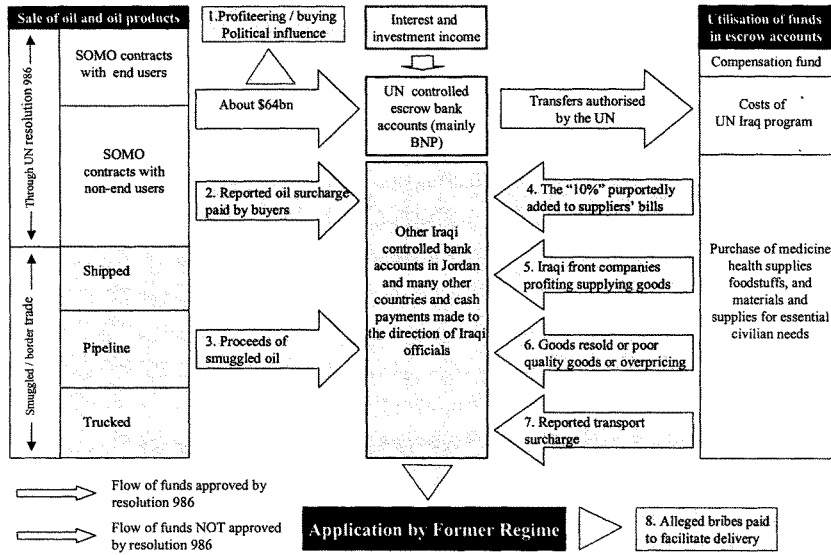 Sale of oil and oil products
Through UN resolution 986
SOMO contracts
with end users
SOMO
contracts with
non-end users
Smuggled / border trade
Shipped
Pipeline
Trucked
1.Profiteering / buying
Political influence
About $64bn
2. Reported oil surcharge
paid by buyers
3. Proceeds of
smuggled oil
Interest and
investment income
UN controlled
escrow bank
accounts (mainly
BNP)
Other Iraqi
controlled bank
accounts in Jordan
and many other
countries and cash
payments made to
the direction of Iraqi
officials
Transfers authorised
by the UN
4. The “10%” purportedly
added to suppliers’ bills
5. Iraqi front companies
profiting supplying goods
6. Goods resold or poor
quality goods or overpricing
7. Reported transport
surcharge
Utilisation of funds
in escrow accounts
Compensation fund
Costs of
UN Iraq program
Purchase of medicine
health supplies
foodstuffs, and
materials and
supplies for essential
civilian needs
Flow of funds approved by
resolution 986
Flow of funds NOT approved
by resolution 986
Application by Former Regime
8. Alleged bribes paid
to facilitate delivery